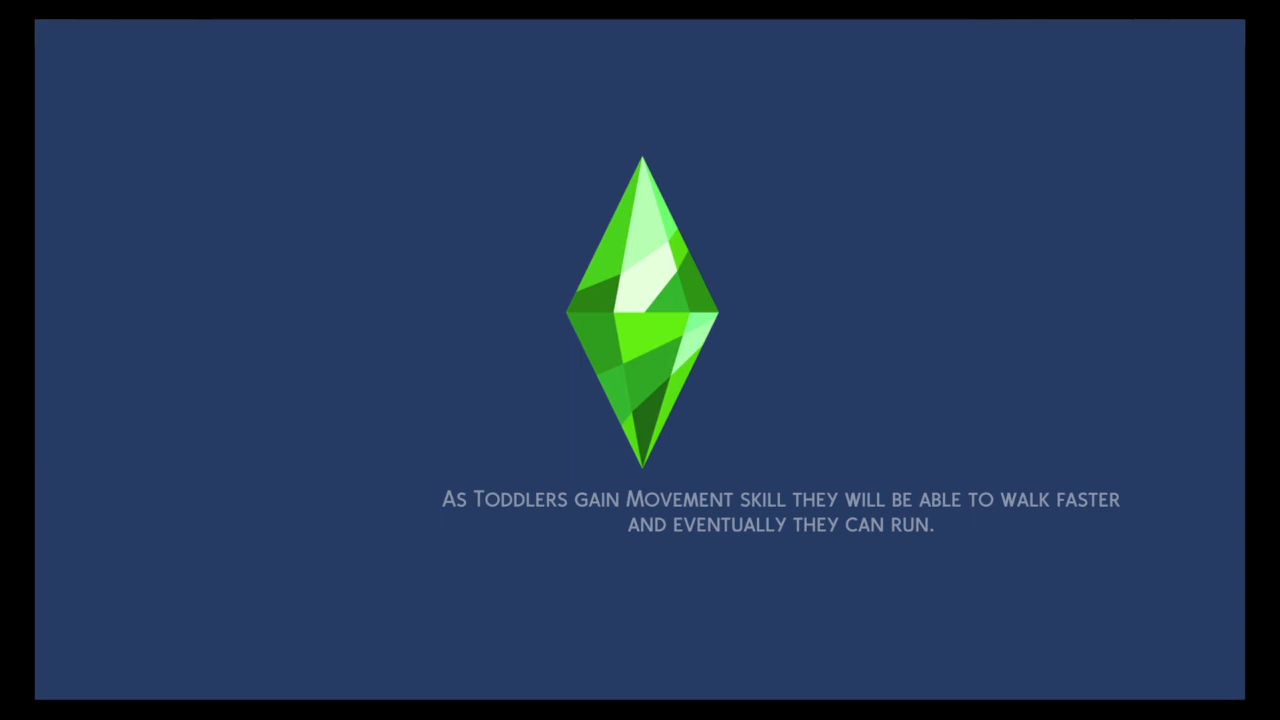 As Toddlers gain Movement skill they will be able to walk faster
and eventually they can run.